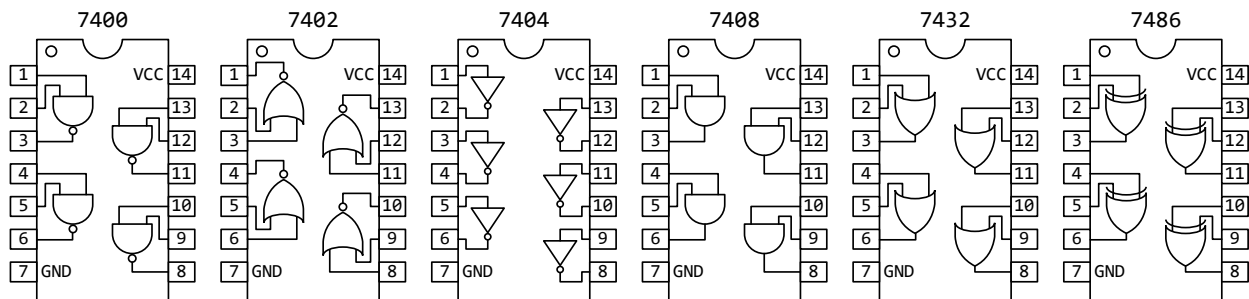 7400 7402 7404 7408 7432 7486
1 VCC 14 1 VCC 14 1 VCC 14 1 VCC 14 1 VCC 14 1 VCC 14
2 13 2 13 2 13 2 13 2 13 2 13
3 12 3 12 3 12 3 12 3 12 3 12
4 11 4 11 4 11 4 11 4 11 4 11
5 10 5 10 5 10 5 10 5 10 5 10
6 9 6 9 6 9 6 9 6 9 6 9
7 GND 8 7 GND 8 7 GND 8 7 GND 8 7 GND 8 7 GND 8